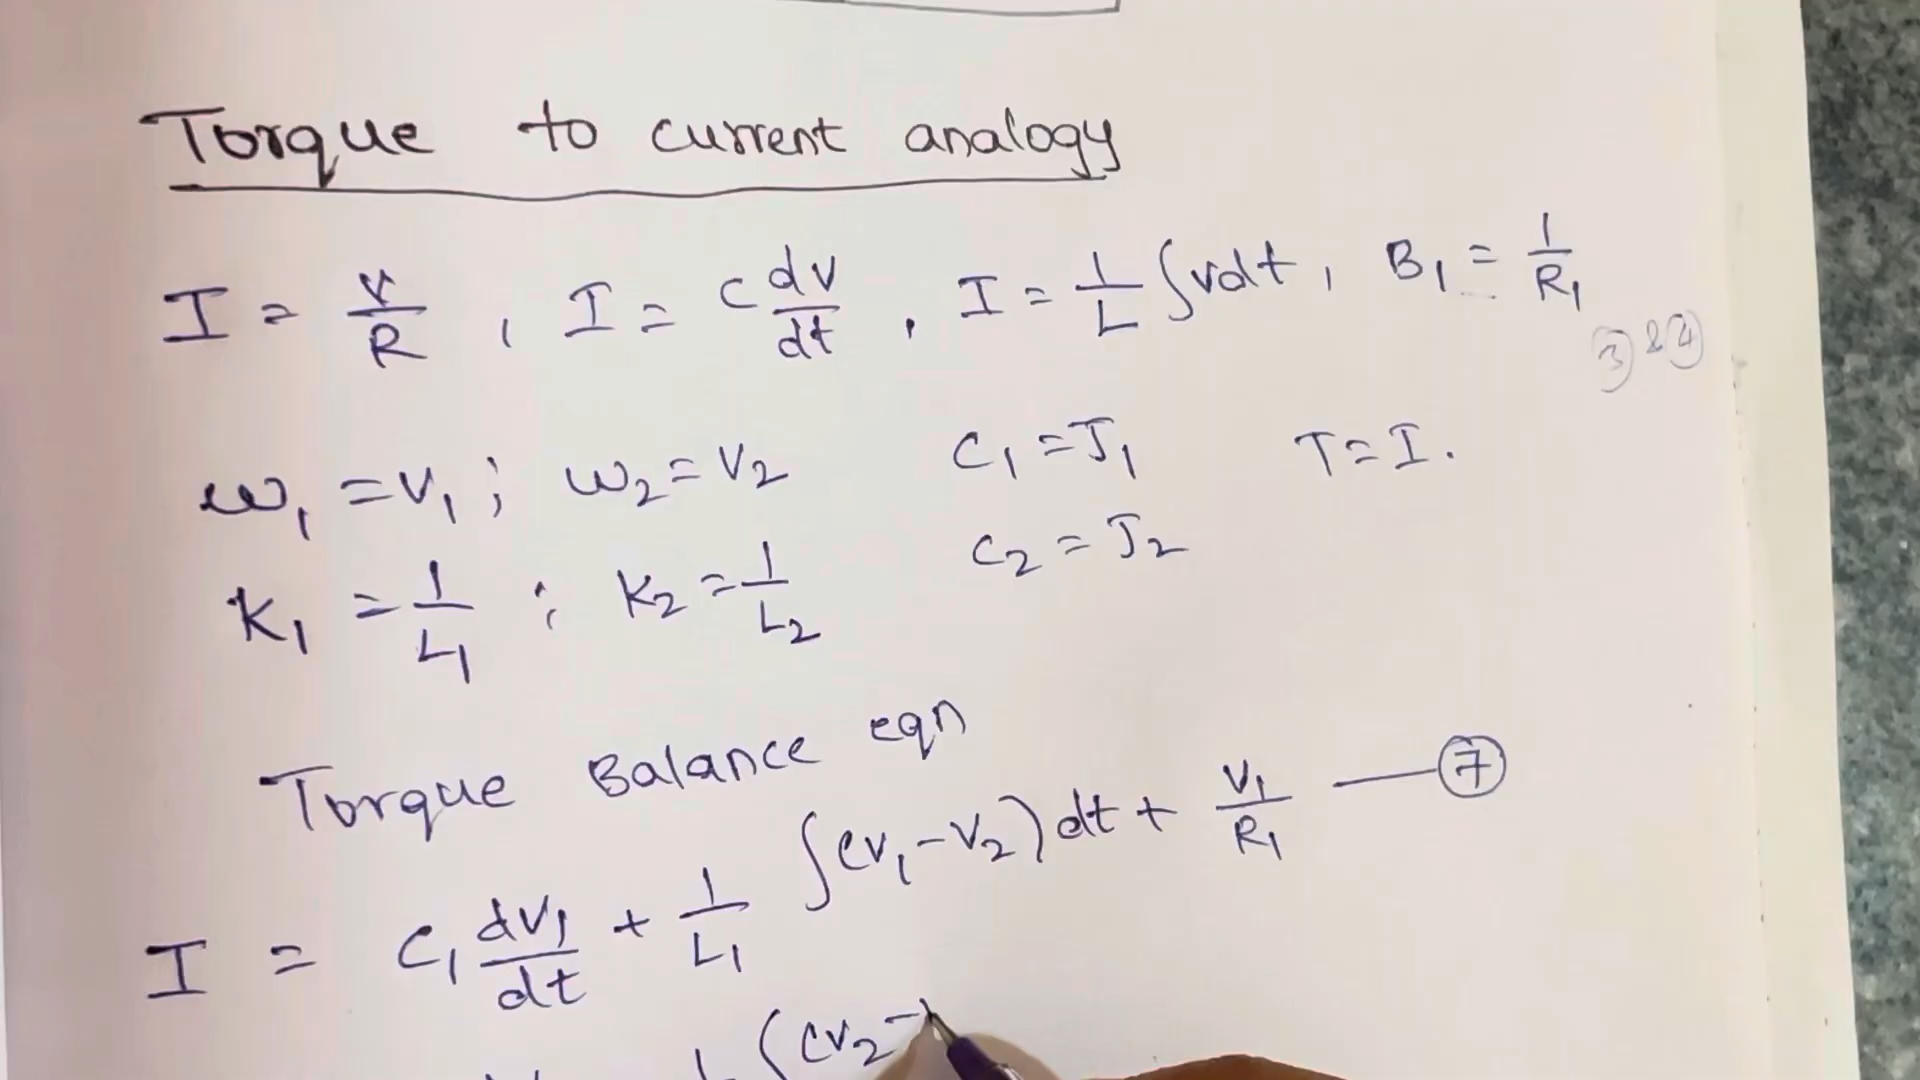 Torque to current analogy
I = V/R , I = C dv/dt , I = 1/L ∫vdt , B₁ = 1/R₁
③ & ④
ω₁ = V₁ ; ω₂ = V₂ C₁ = J₁ T = I.
K₁ = 1/L₁ ; K₂ = 1/L₂ C₂ = J₂
Torque Balance eqn
I = C₁ dV₁/dt + 1/L₁ ∫(V₁-V₂)dt + V₁/R₁ — ⑦
∫(V₂-